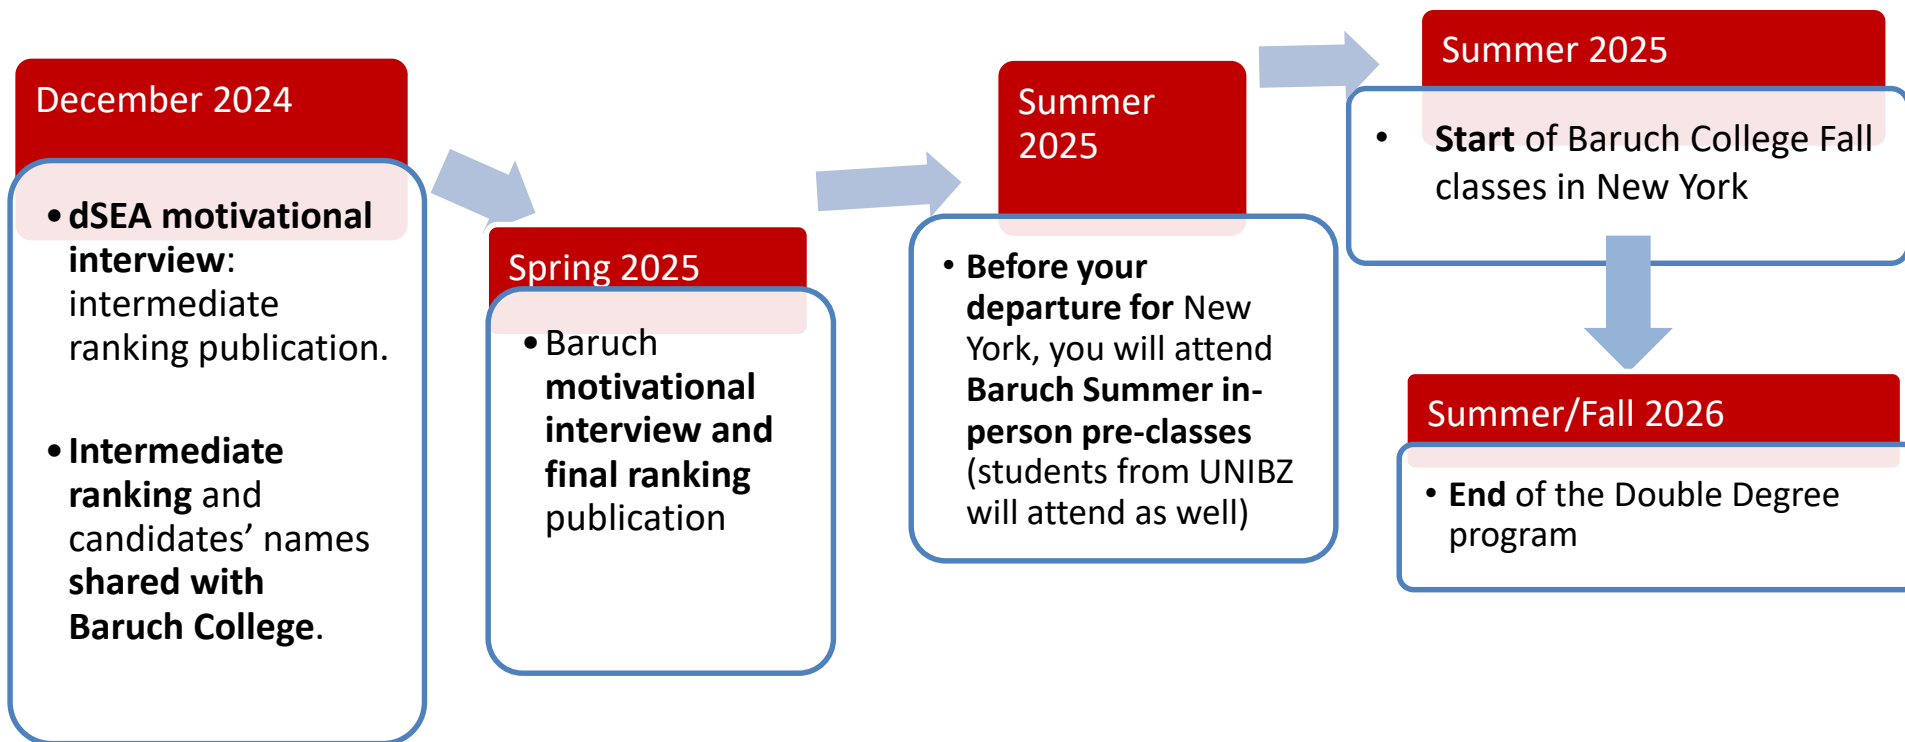 December 2024
• dSEA motivational
interview:
intermediate
ranking publication.
• Intermediate
ranking and
candidates’ names
shared with
Baruch College.
Spring 2025
• Baruch
motivational
interview and
final ranking
publication
Summer
2025
• Before your
departure for New
York, you will attend
Baruch Summer in-
person pre-classes
(students from UNIBZ
will attend as well)
Summer 2025
• Start of Baruch College Fall
classes in New York
Summer/Fall 2026
• End of the Double Degree
program